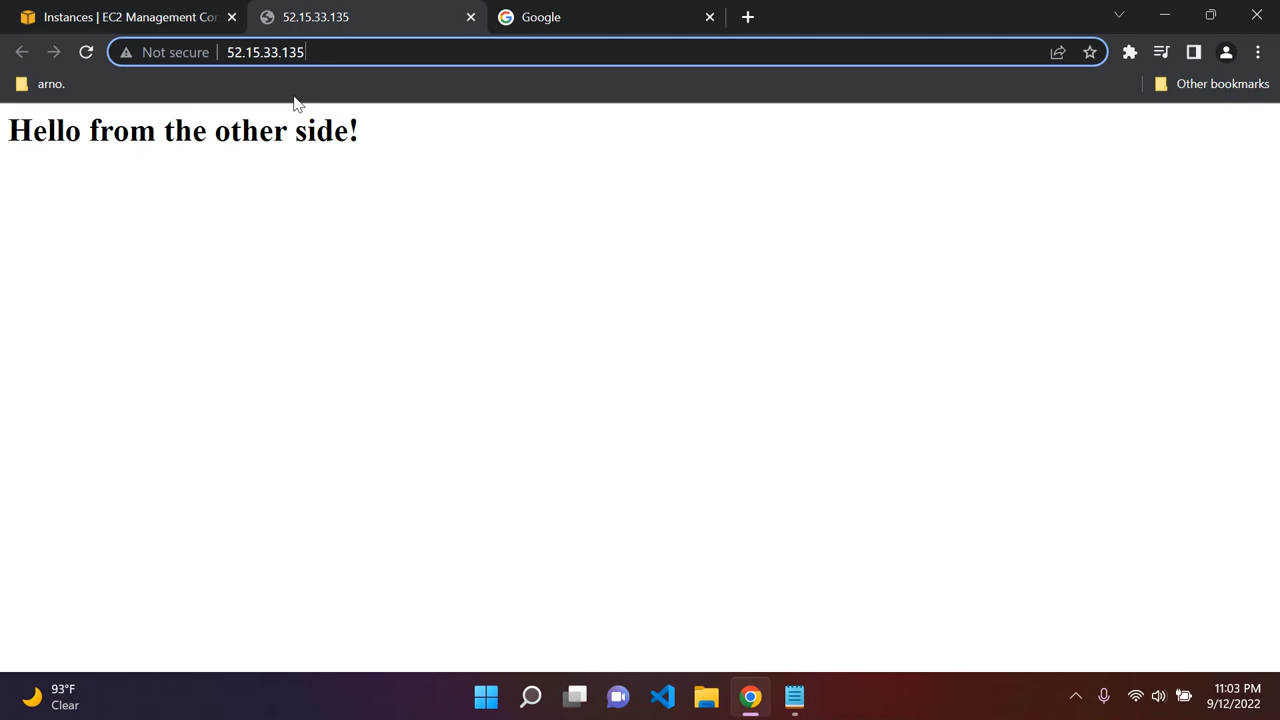 Instances | EC2 Management Co
52.15.33.135
Google
Not secure
52.15.33.135
arno.
Other bookmarks
Hello from the other side!
93°F
Clear
11:03 PM
9/12/2022